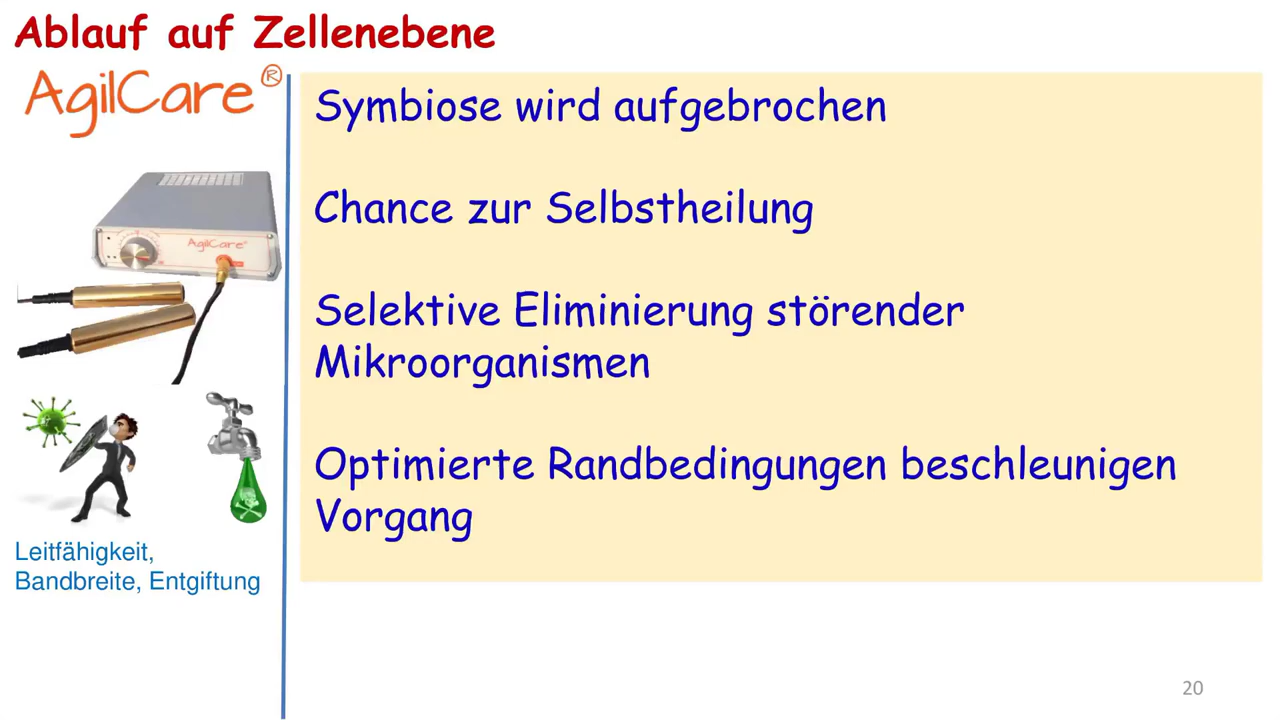 Ablauf auf Zellenebene
AgilCare®
Symbiose wird aufgebrochen
Chance zur Selbstheilung
Selektive Eliminierung störender
Mikroorganismen
Optimierte Randbedingungen beschleunigen
Vorgang
AgilCare®
Leitfähigkeit,
Bandbreite, Entgiftung
20